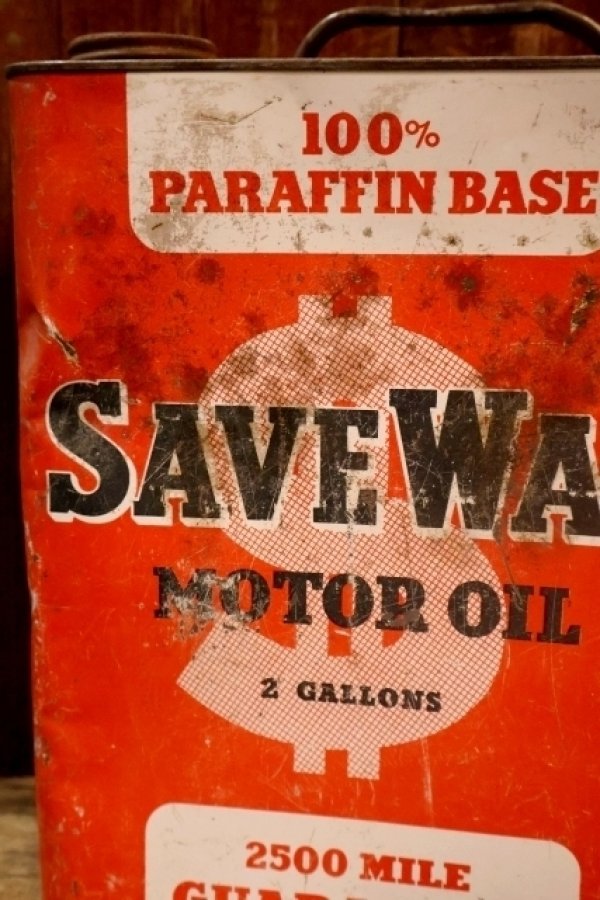 100%
PARAFFIN BASE
SAVEWA
MOTOR OIL
2 GALLONS
2500 MILE